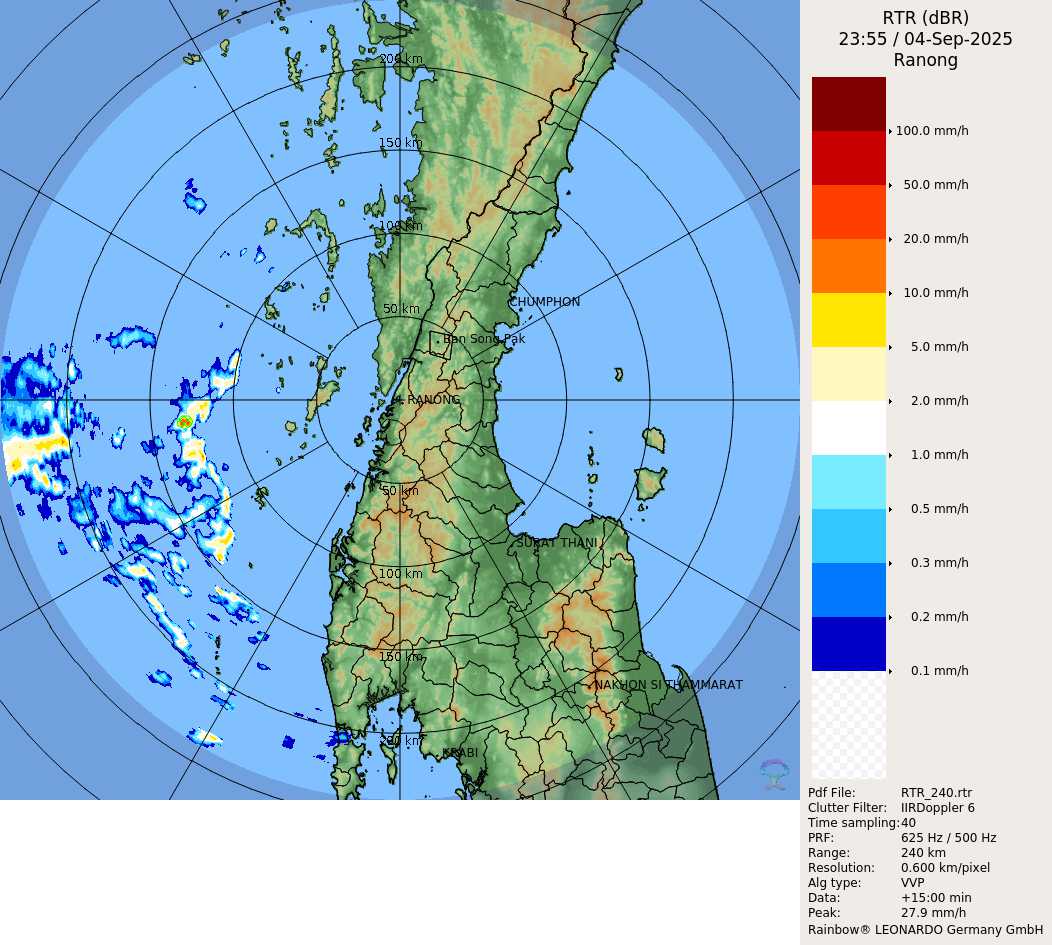 RTR (dBR)
23:55 / 04-Sep-2025
Ranong
200 km
150 km
100 km
50 km
CHUMPHON
Ban Song Pak
RANONG
50 km
SURAT THANI
100 km
150 km
NAKHON SI THAMMARAT
200 km
KRABI
100.0 mm/h
50.0 mm/h
20.0 mm/h
10.0 mm/h
5.0 mm/h
2.0 mm/h
1.0 mm/h
0.5 mm/h
0.3 mm/h
0.2 mm/h
0.1 mm/h
Pdf File: RTR_240.rtr
Clutter Filter: IIRDoppler 6
Time sampling:40
PRF: 625 Hz / 500 Hz
Range: 240 km
Resolution: 0.600 km/pixel
Alg type: VVP
Data: +15:00 min
Peak: 27.9 mm/h
Rainbow® LEONARDO Germany GmbH